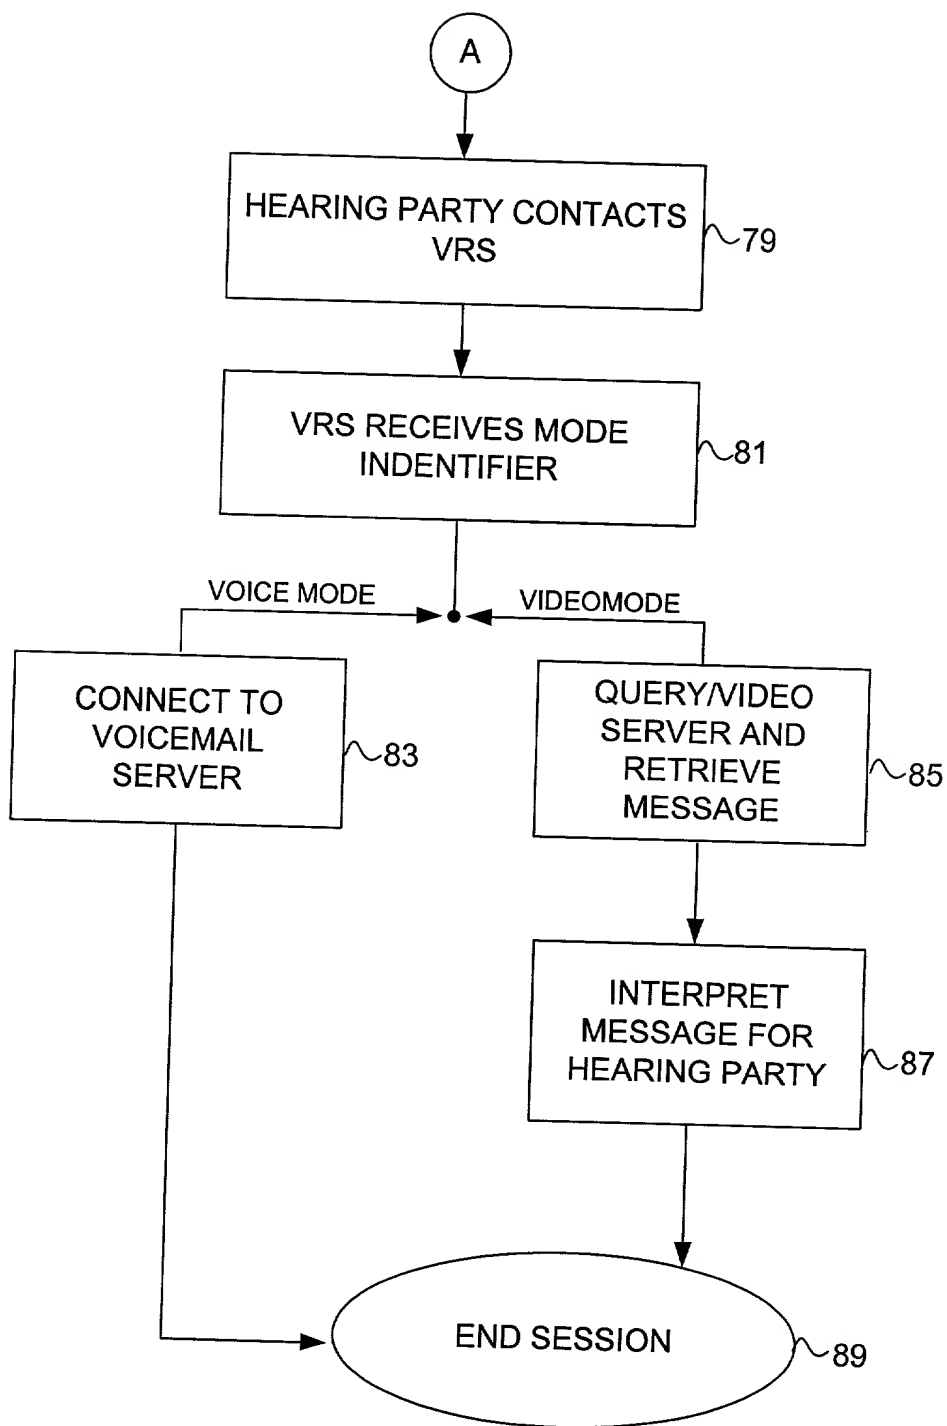 A
HEARING PARTY CONTACTS
VRS
79
VRS RECEIVES MODE
INDENTIFIER
81
VOICE MODE
VIDEOMODE
CONNECT TO
VOICEMAIL
SERVER
83
QUERY/VIDEO
SERVER AND
RETRIEVE
MESSAGE
85
INTERPRET
MESSAGE FOR
HEARING PARTY
87
END SESSION
89